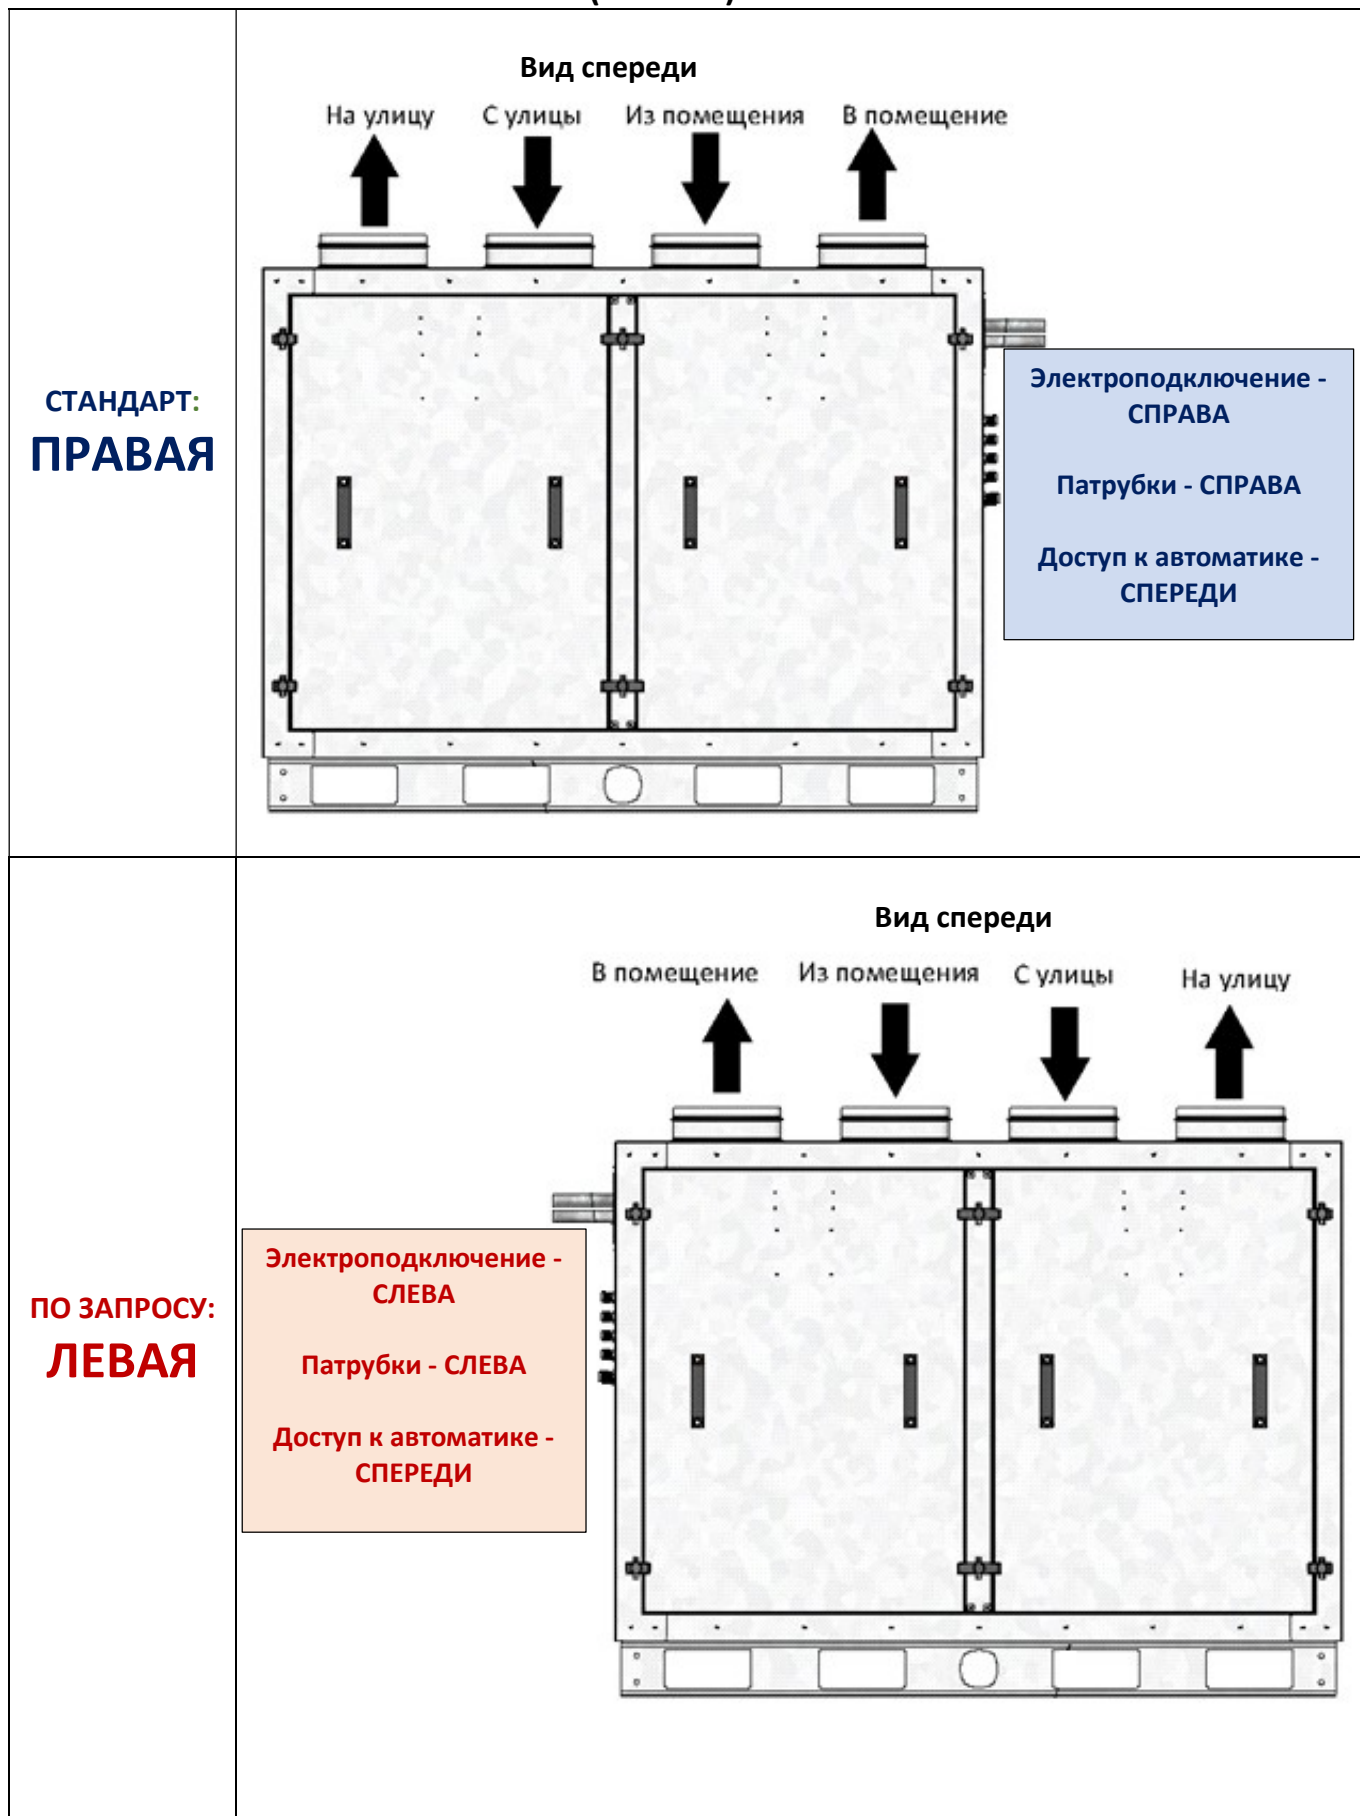 СТАНДАРТ:
ПРАВАЯ
Вид спереди
На улицу
С улицы
Из помещения
В помещение
Электроподключение -
СПРАВА
Патрубки - СПРАВА
Доступ к автоматике -
СПЕРЕДИ
ПО ЗАПРОСУ:
ЛЕВАЯ
Вид спереди
В помещение
Из помещения
С улицы
На улицу
Электроподключение -
СЛЕВА
Патрубки - СЛЕВА
Доступ к автоматике -
СПЕРЕДИ